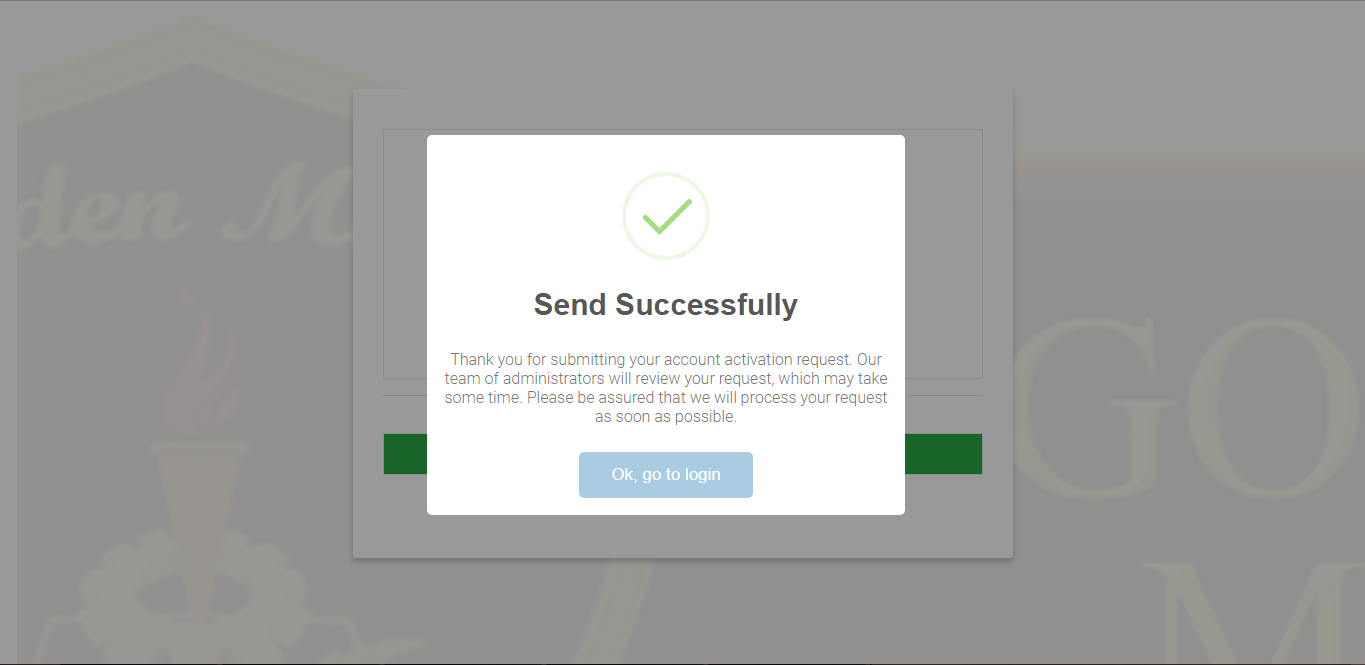 den M
Send Successfully
Thank you for submitting your account activation request. Our
team of administrators will review your request, which may take
some time. Please be assured that we will process your request
as soon as possible.
Ok, go to login
GO
M